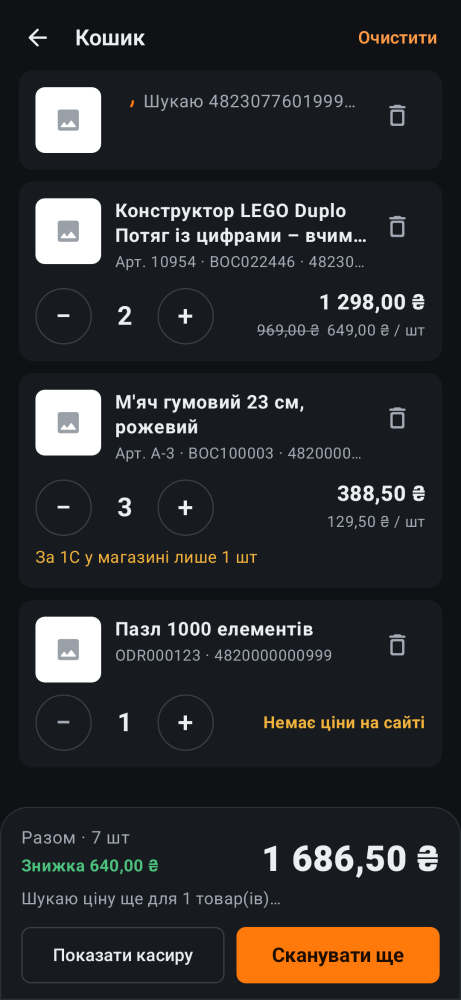 Кошик
Очистити
Шукаю 4823077601999…
Конструктор LEGO Duplo
Потяг із цифрами – вчим…
Арт. 10954 · BOC022446 · 48230…
− 2 +
1 298,00 ₴
969,00 ₴ 649,00 ₴ / шт
М'яч гумовий 23 см,
рожевий
Арт. А-3 · BOC100003 · 4820000…
− 3 +
388,50 ₴
129,50 ₴ / шт
За 1С у магазині лише 1 шт
Пазл 1000 елементів
ODR000123 · 4820000000999
− 1 +
Немає ціни на сайті
Разом · 7 шт
Знижка 640,00 ₴
1 686,50 ₴
Шукаю ціну ще для 1 товар(ів)…
Показати касиру
Сканувати ще